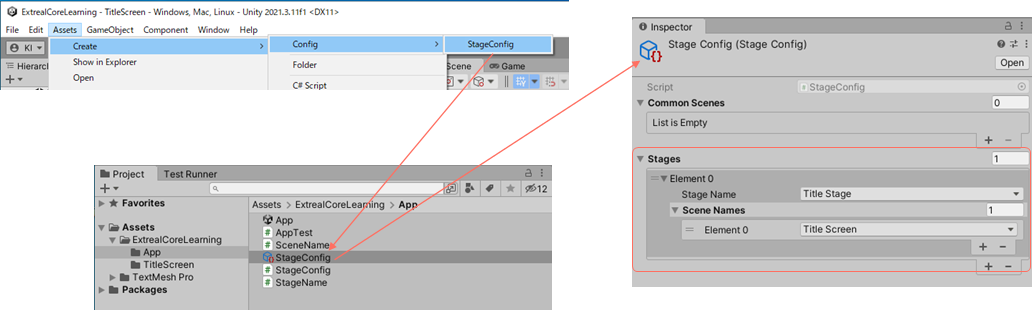 ExtrealCoreLearning - TitleScreen - Windows, Mac, Linux - Unity 2021.3.11f1 <DX11>
File Edit Assets GameObject Component Window Help
KI
Create
Config
StageConfig
Hierarc
Show in Explorer
Folder
Scene
Game
Open
C# Script
Project
Test Runner
12
Favorites
Assets > ExtrealCoreLearning > App
App
Assets
AppTest
ExtrealCoreLearning
SceneName
App
StageConfig
TitleScreen
StageConfig
TextMesh Pro
StageName
Packages
Inspector
Stage Config (Stage Config)
Open
Script
StageConfig
Common Scenes
0
List is Empty
Stages
1
Element 0
Stage Name
Title Stage
Scene Names
1
Element 0
Title Screen